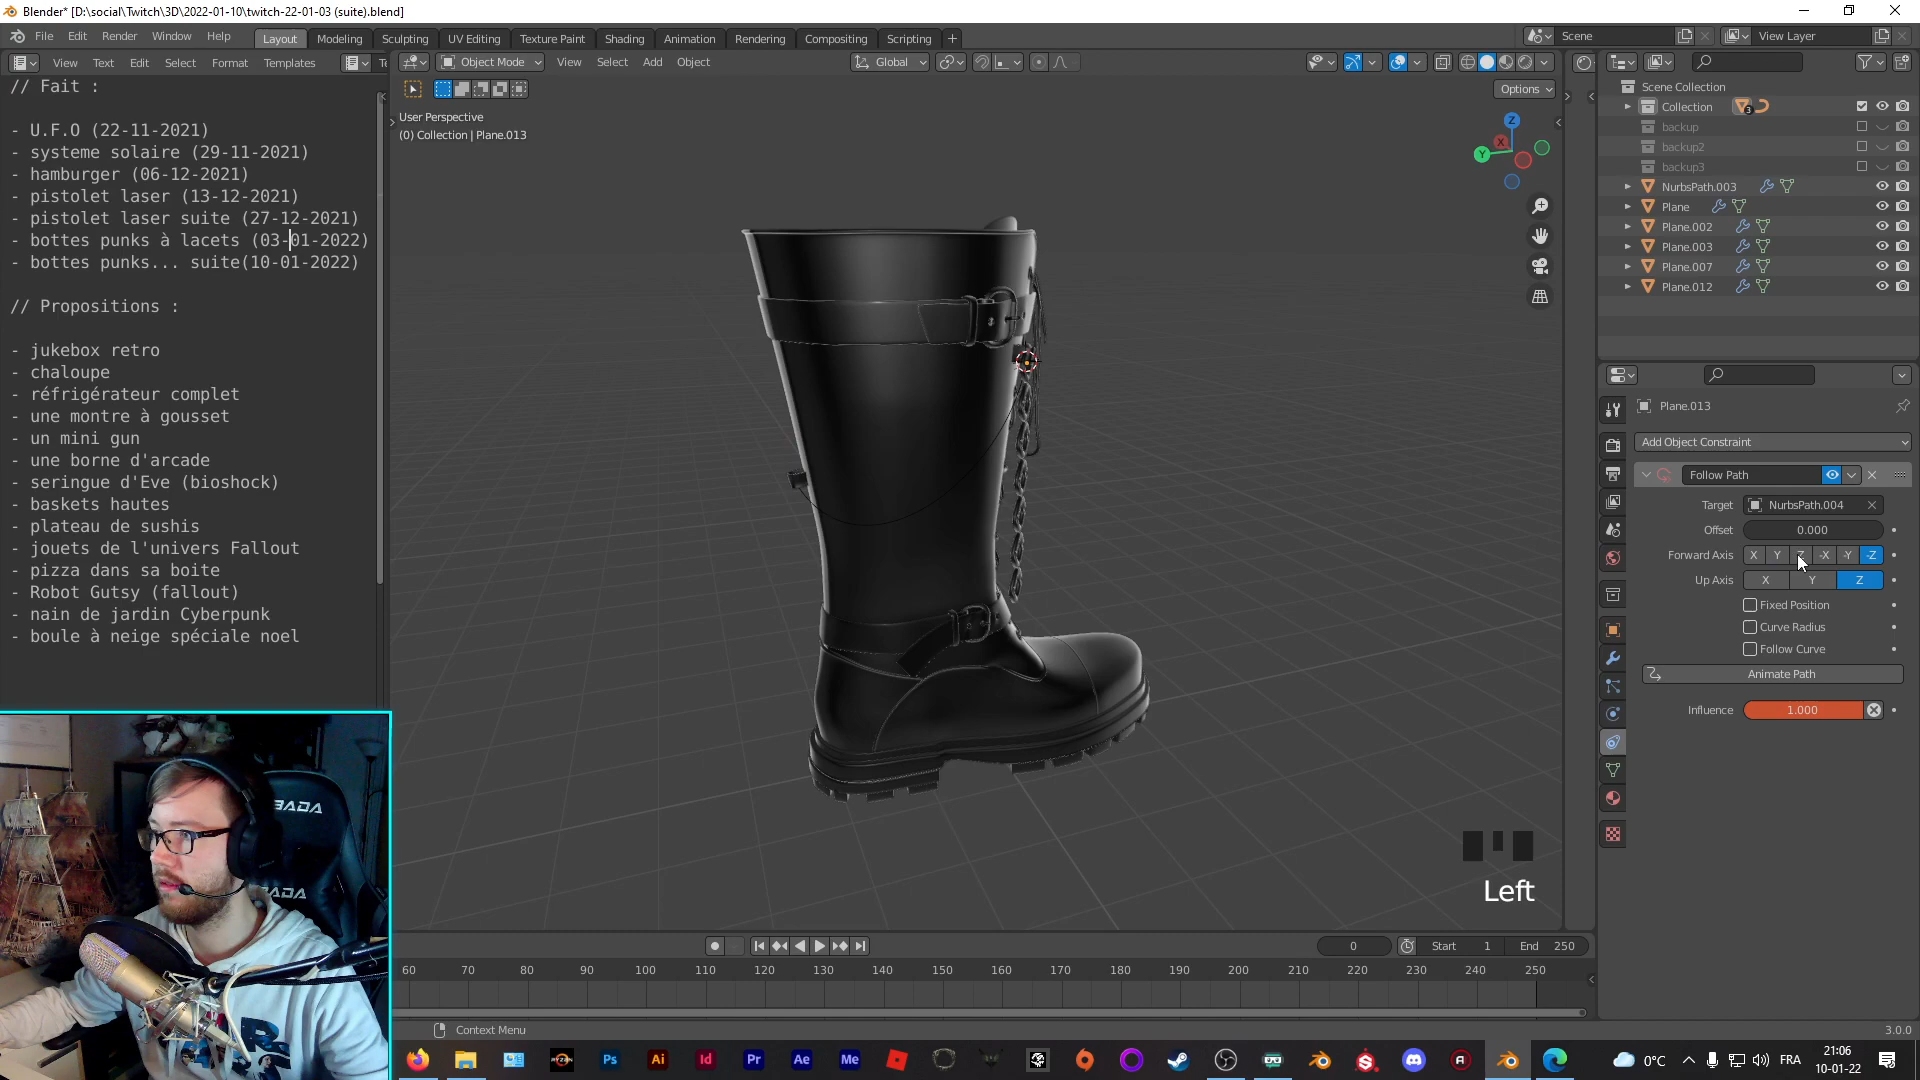 Blender* [D:\social\Twitch\3D\2022-01-10\twitch-22-01-03 (suite).blend]
File Edit Render Window Help Layout Modeling Sculpting UV Editing Texture Paint Shading Animation Rendering Compositing Scripting + Scene View Layer
View Text Edit Select Format Templates Te
Object Mode View Select Add Object Global
Options
User Perspective
(0) Collection | Plane.013
// Fait :
- U.F.O (22-11-2021)
- systeme solaire (29-11-2021)
- hamburger (06-12-2021)
- pistolet laser (13-12-2021)
- pistolet laser suite (27-12-2021)
- bottes punks à lacets (03-01-2022)
- bottes punks... suite(10-01-2022)
// Propositions :
- jukebox retro
- chaloupe
- réfrigérateur complet
- une montre à gousset
- un mini gun
- une borne d'arcade
- seringue d'Eve (bioshock)
- baskets hautes
- plateau de sushis
- jouets de l'univers Fallout
- pizza dans sa boite
- Robot Gutsy (fallout)
- nain de jardin Cyberpunk
- boule à neige spéciale noel
Z
X
Y
Scene Collection
Collection 3
backup
backup2
backup3
NurbsPath.003
Plane
Plane.002
Plane.003
Plane.007
Plane.012
Plane.013
Add Object Constraint
Follow Path
Target NurbsPath.004
Offset 0.000
Forward Axis X Y Z -X -Y -Z
Up Axis X Y Z
Fixed Position
Curve Radius
Follow Curve
Animate Path
Influence 1.000
Left
0 Start 1 End 250
60 70 80 90 100 110 120 130 140 150 160 170 180 190 200 210 220 230 240 250
Context Menu
3.0.0
Ps Ai Id Pr Ae Me
0°C FRA 21:06
10-01-22